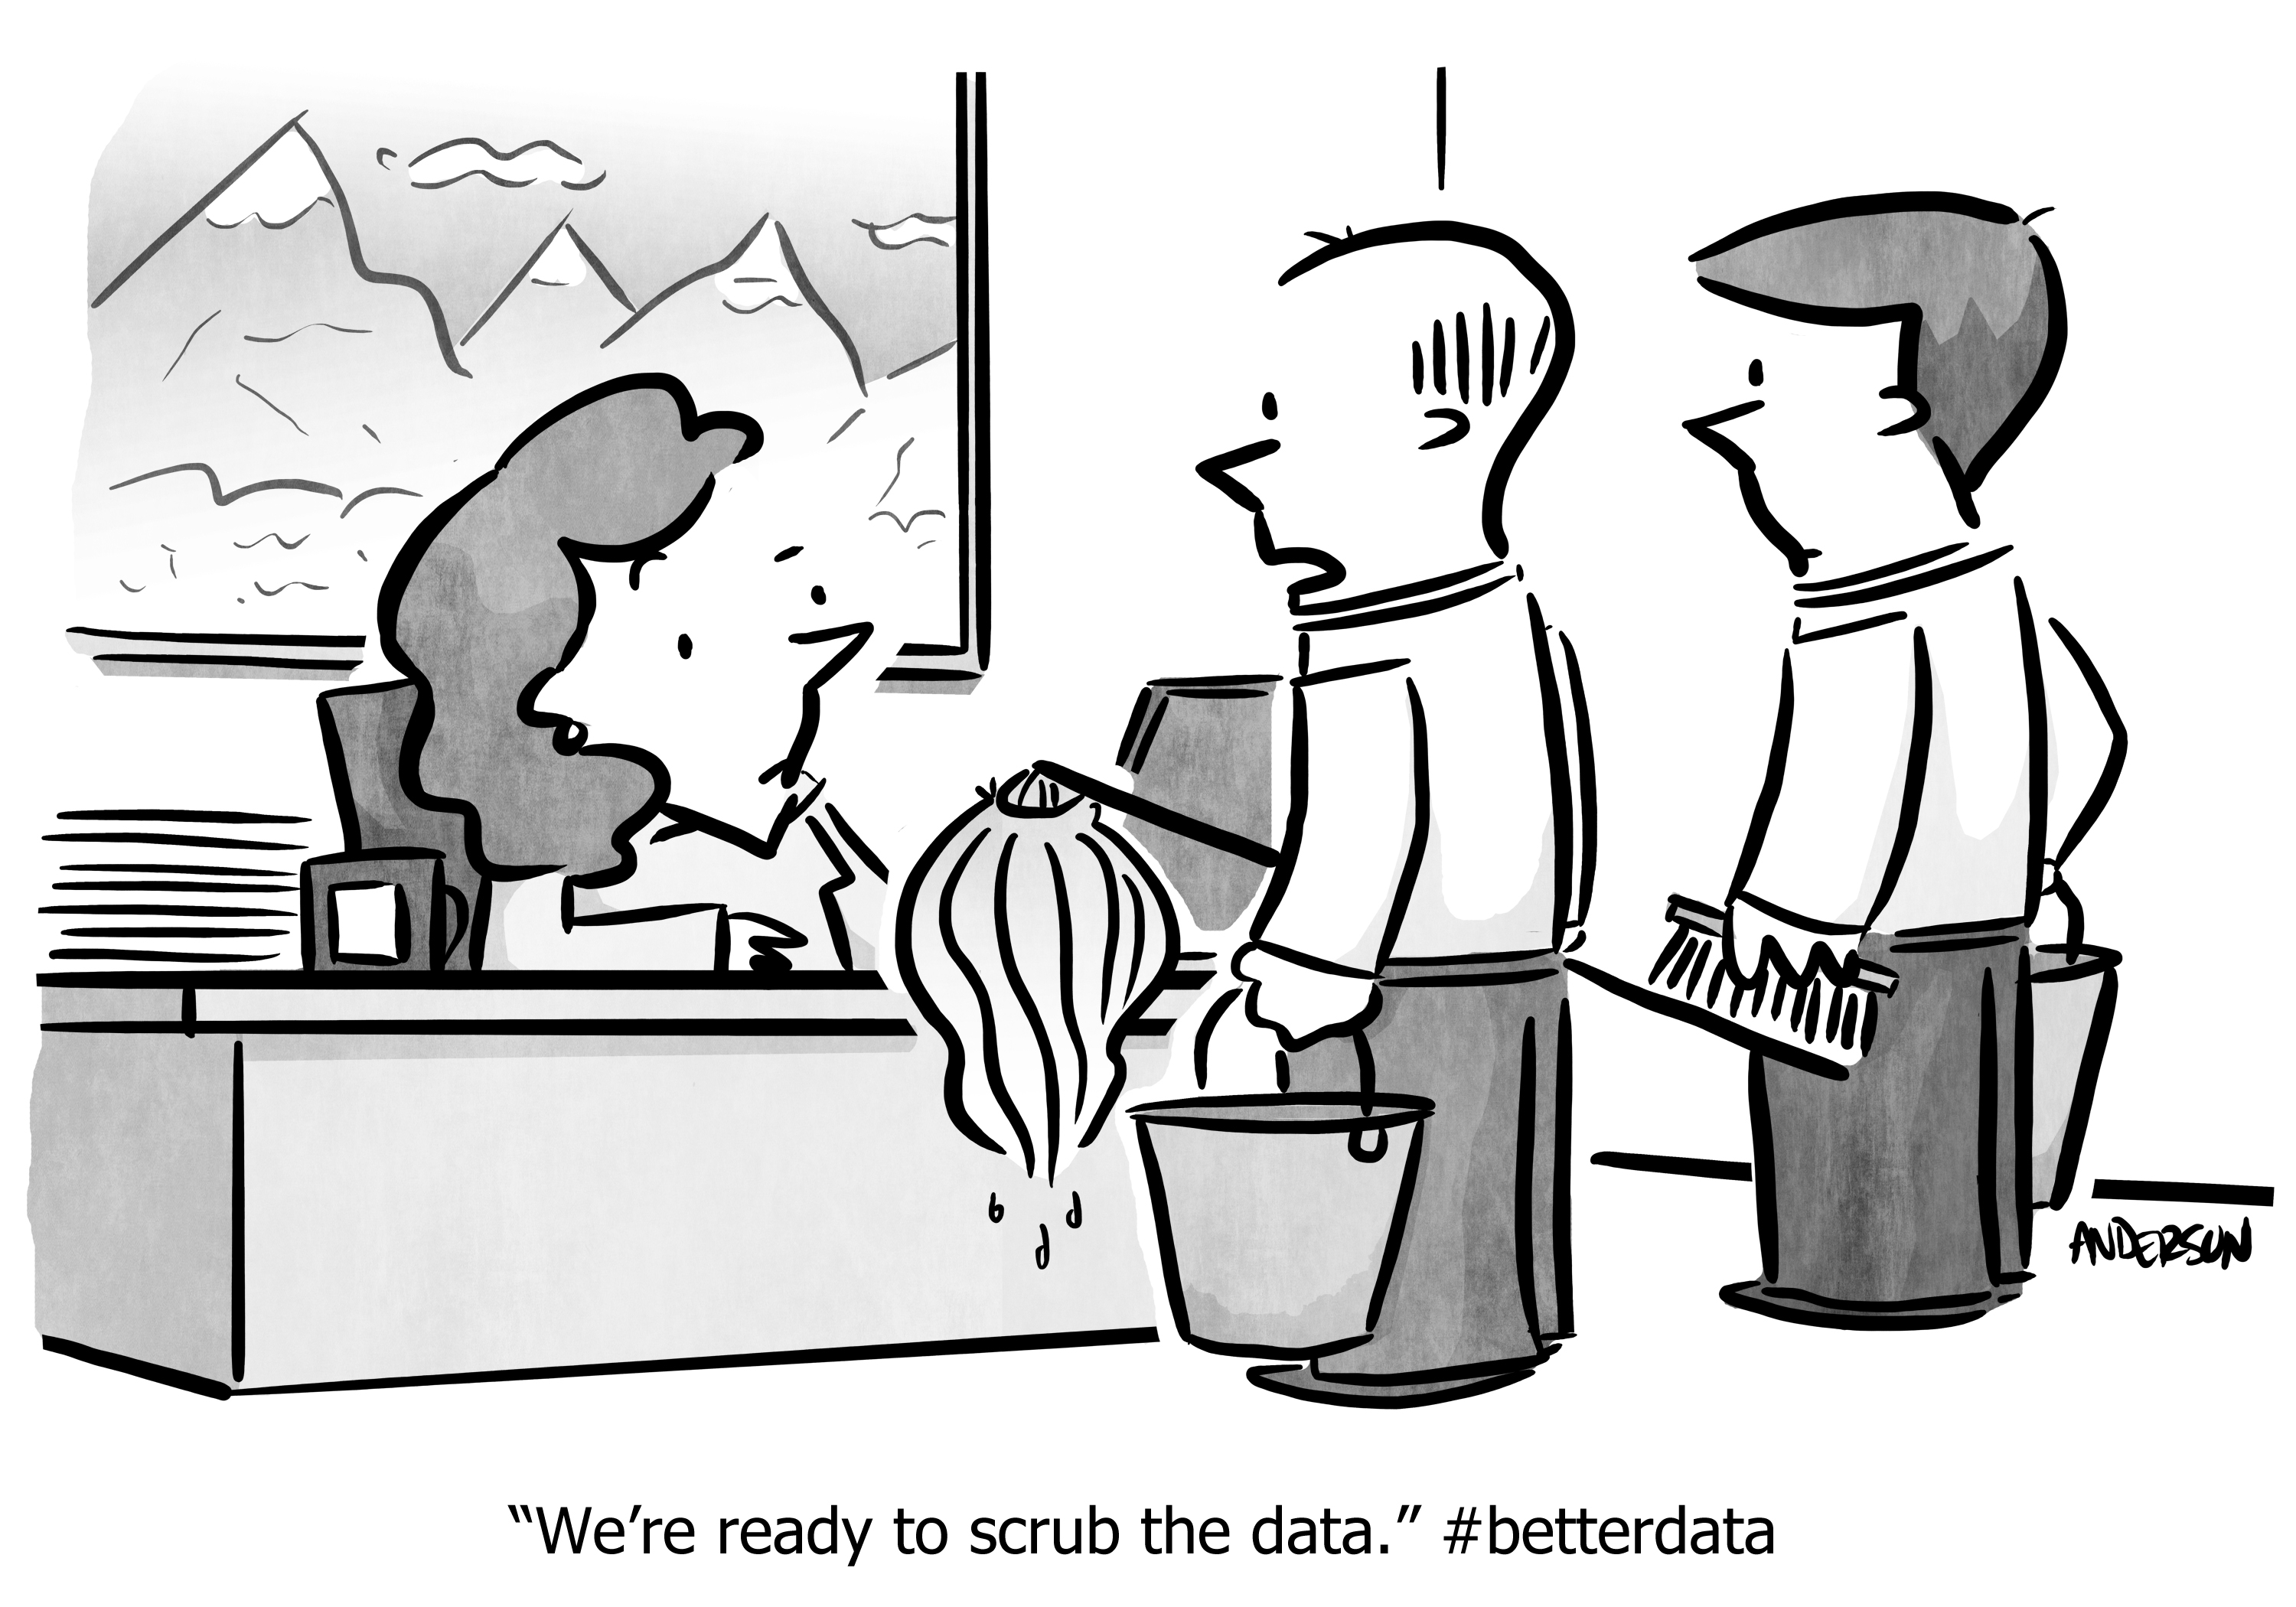 ANDERSON
“We’re ready to scrub the data.” #betterdata